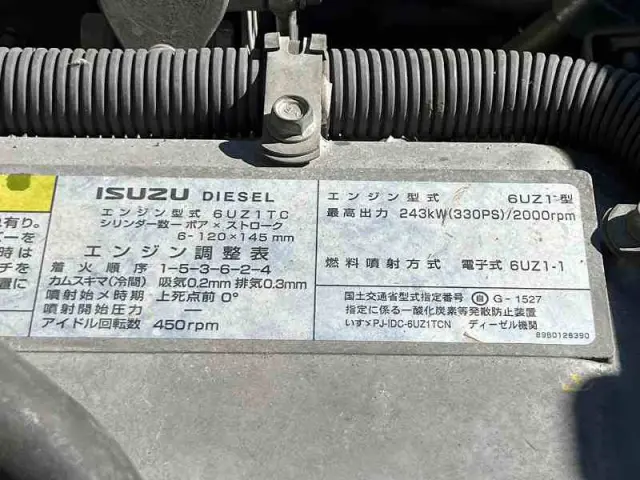 有り。
ーを
時は
チを
置に
ISUZU DIESEL
エンジン型式 6UZ1TC
シリンダー数ー ボア × ストローク
6-120×145mm
エンジン調整表
着火順序 1-5-3-6-2-4
カムスキマ(冷間) 吸気0.2mm 排気0.3mm
噴射始メ時期 上死点前 0°
噴射開始圧力 —
アイドル回転数 450rpm
エンジン型式 6UZ1型
最高出力 243kW(330PS)/2000rpm
燃料噴射方式 電子式 6UZ1-1
国土交通省型式指定番号 自 G-1527
指定に係る一酸化炭素等発散防止装置
いすゞPJ-IDC-6UZ1TCN ディーゼル機関
8980126390